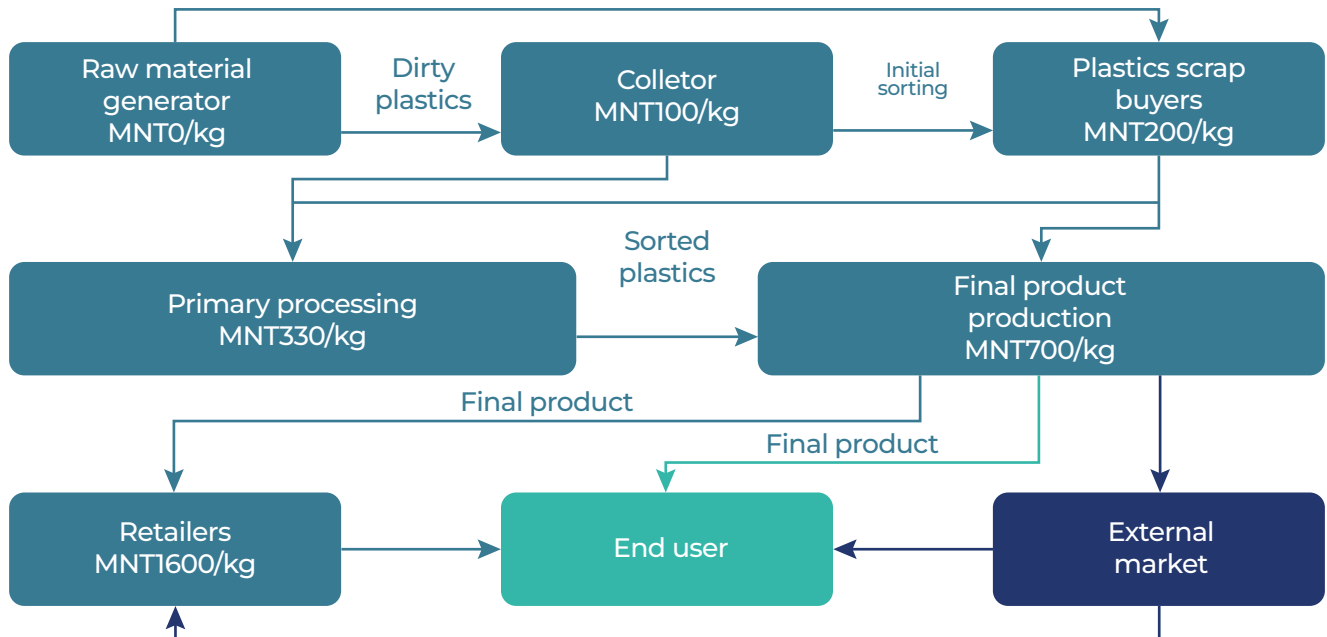 Raw material
generator
MNT0/kg
Dirty
plastics
Colletor
MNT100/kg
Initial
sorting
Plastics scrap
buyers
MNT200/kg
Primary processing
MNT330/kg
Sorted
plastics
Final product
production
MNT700/kg
Final product
Final product
Retailers
MNT1600/kg
End user
External
market